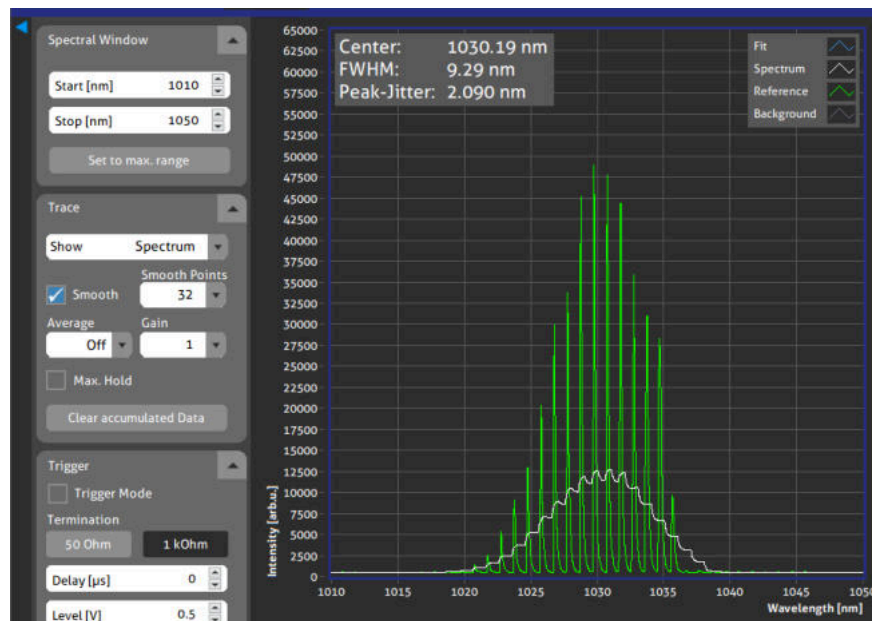 Spectral Window
Start [nm] 1010
Stop [nm] 1050
Set to max. range
Trace
Show Spectrum
Smooth Points
Smooth 32
Average Gain
Off 1
Max. Hold
Clear accumulated Data
Trigger
Trigger Mode
Termination
50 Ohm 1 kOhm
Delay [µs] 0
Level [V] 0.5
Center: 1030.19 nm
FWHM: 9.29 nm
Peak-Jitter: 2.090 nm
Fit
Spectrum
Reference
Background
65000
62500
60000
57500
55000
52500
50000
47500
45000
42500
40000
37500
35000
32500
30000
27500
25000
22500
20000
17500
15000
12500
10000
7500
5000
2500
0
Intensity [arb.u.]
1010 1015 1020 1025 1030 1035 1040 1045 105
Wavelength [nm]